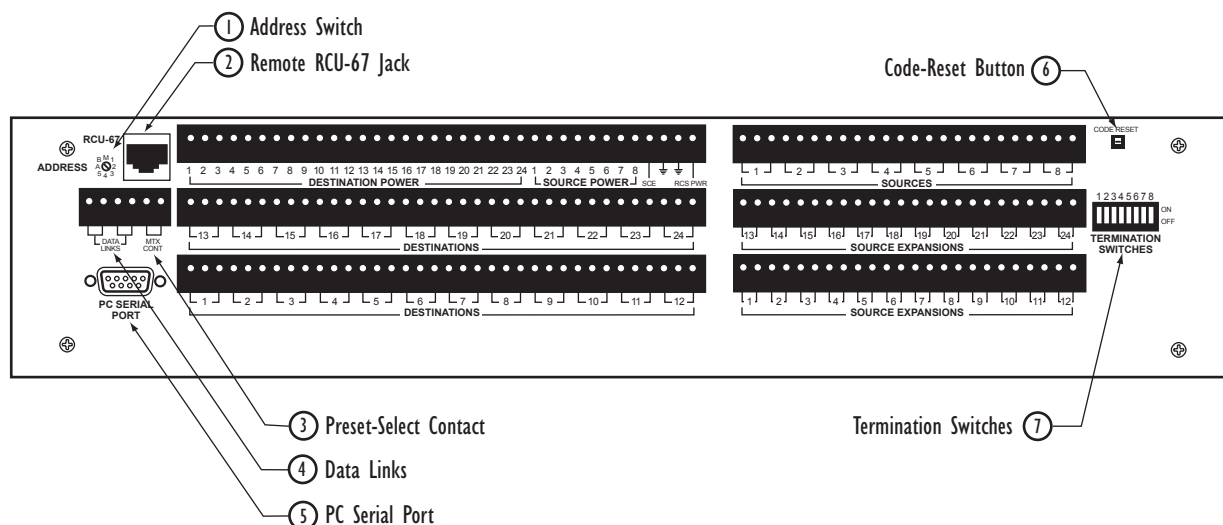 1 Address Switch
2 Remote RCU-67 Jack
Code-Reset Button 6
RCU-67
ADDRESS
B M 1
A 2
5 4 3
1 2 3 4 5 6 7 8 9 10 11 12 13 14 15 16 17 18 19 20 21 22 23 24 1 2 3 4 5 6 7 8 SCE RCS PWR
DESTINATION POWER SOURCE POWER
1 2 3 4 5 6 7 8
SOURCES
CODE RESET
DATA LINKS
MTX CONT
13 14 15 16 17 18 19 20 21 22 23 24
DESTINATIONS
13 14 15 16 17 18 19 20 21 22 23 24
SOURCE EXPANSIONS
1 2 3 4 5 6 7 8
ON
OFF
TERMINATION
SWITCHES
PC SERIAL
PORT
1 2 3 4 5 6 7 8 9 10 11 12
DESTINATIONS
1 2 3 4 5 6 7 8 9 10 11 12
SOURCE EXPANSIONS
3 Preset-Select Contact
Termination Switches 7
4 Data Links
5 PC Serial Port